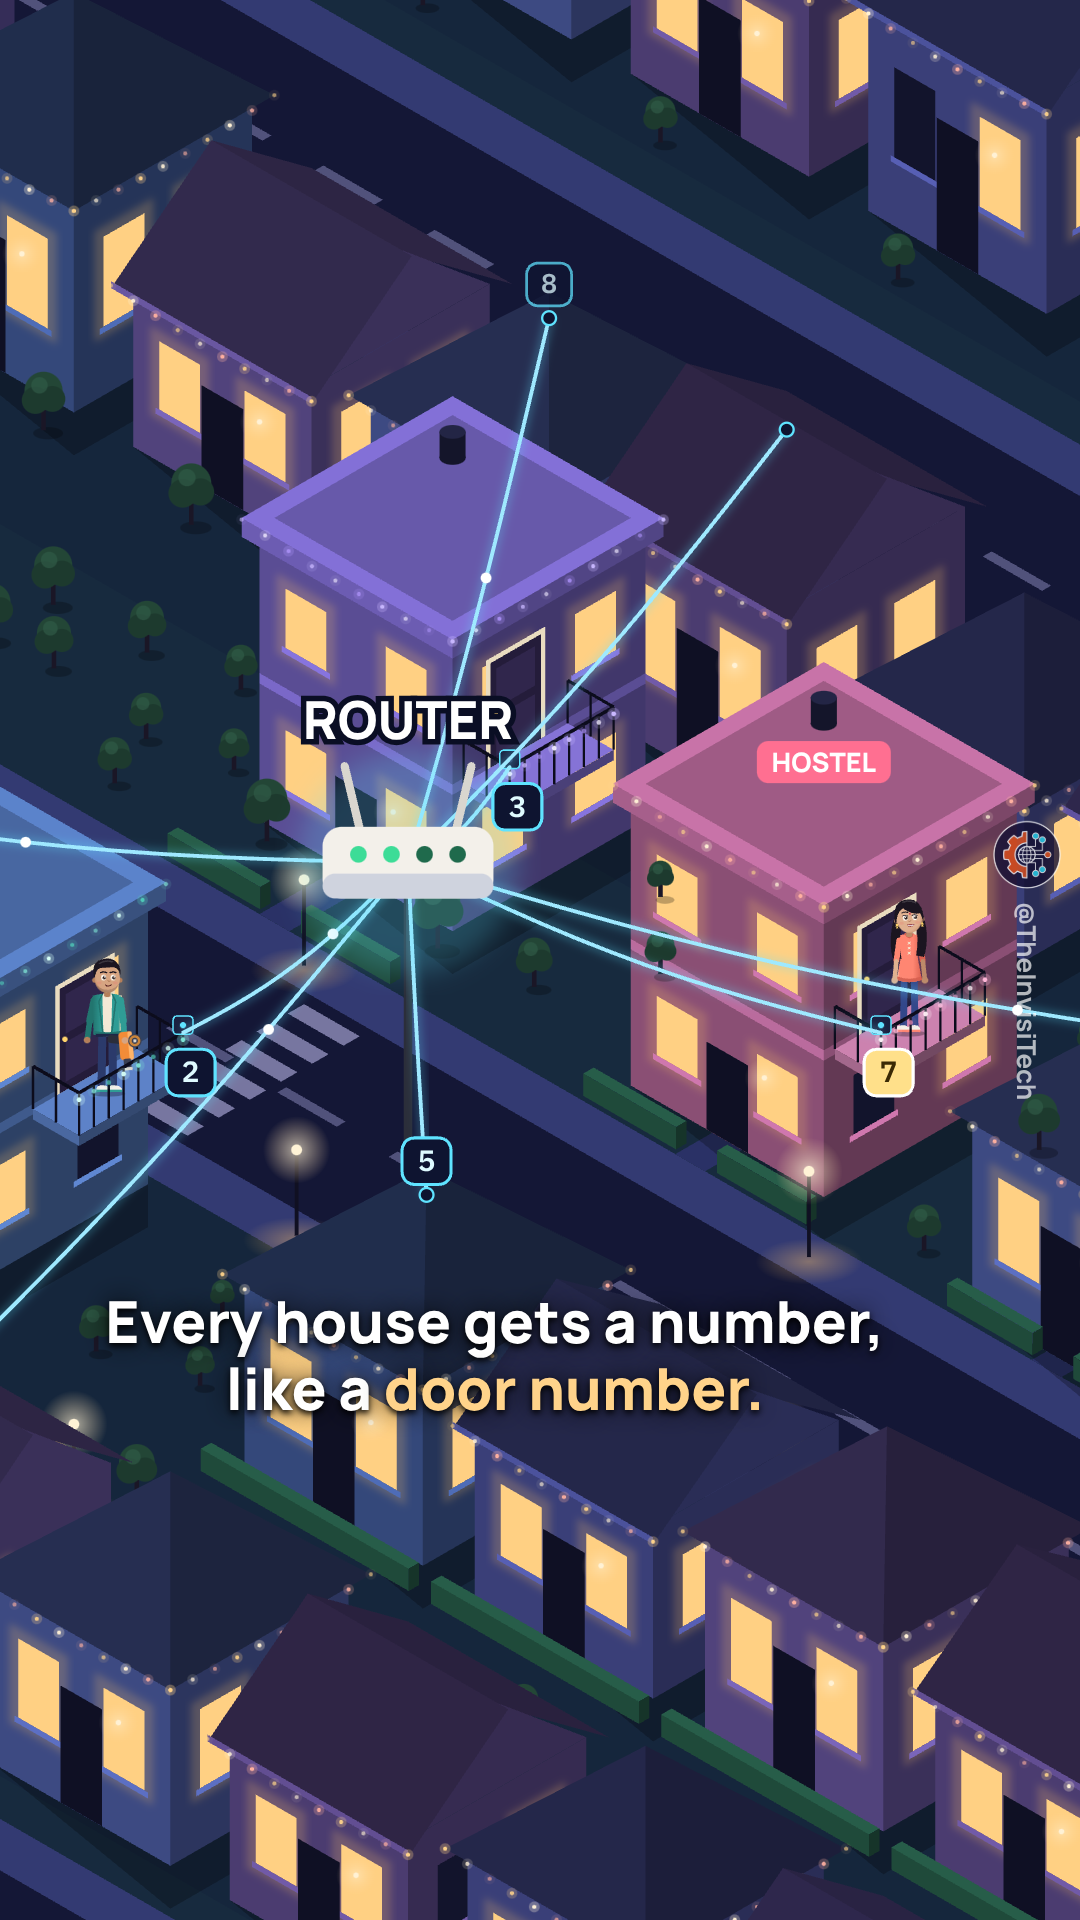 8
ROUTER
3
HOSTEL
@TheInvisiTech
2
7
5
Every house gets a number,
like a door number.